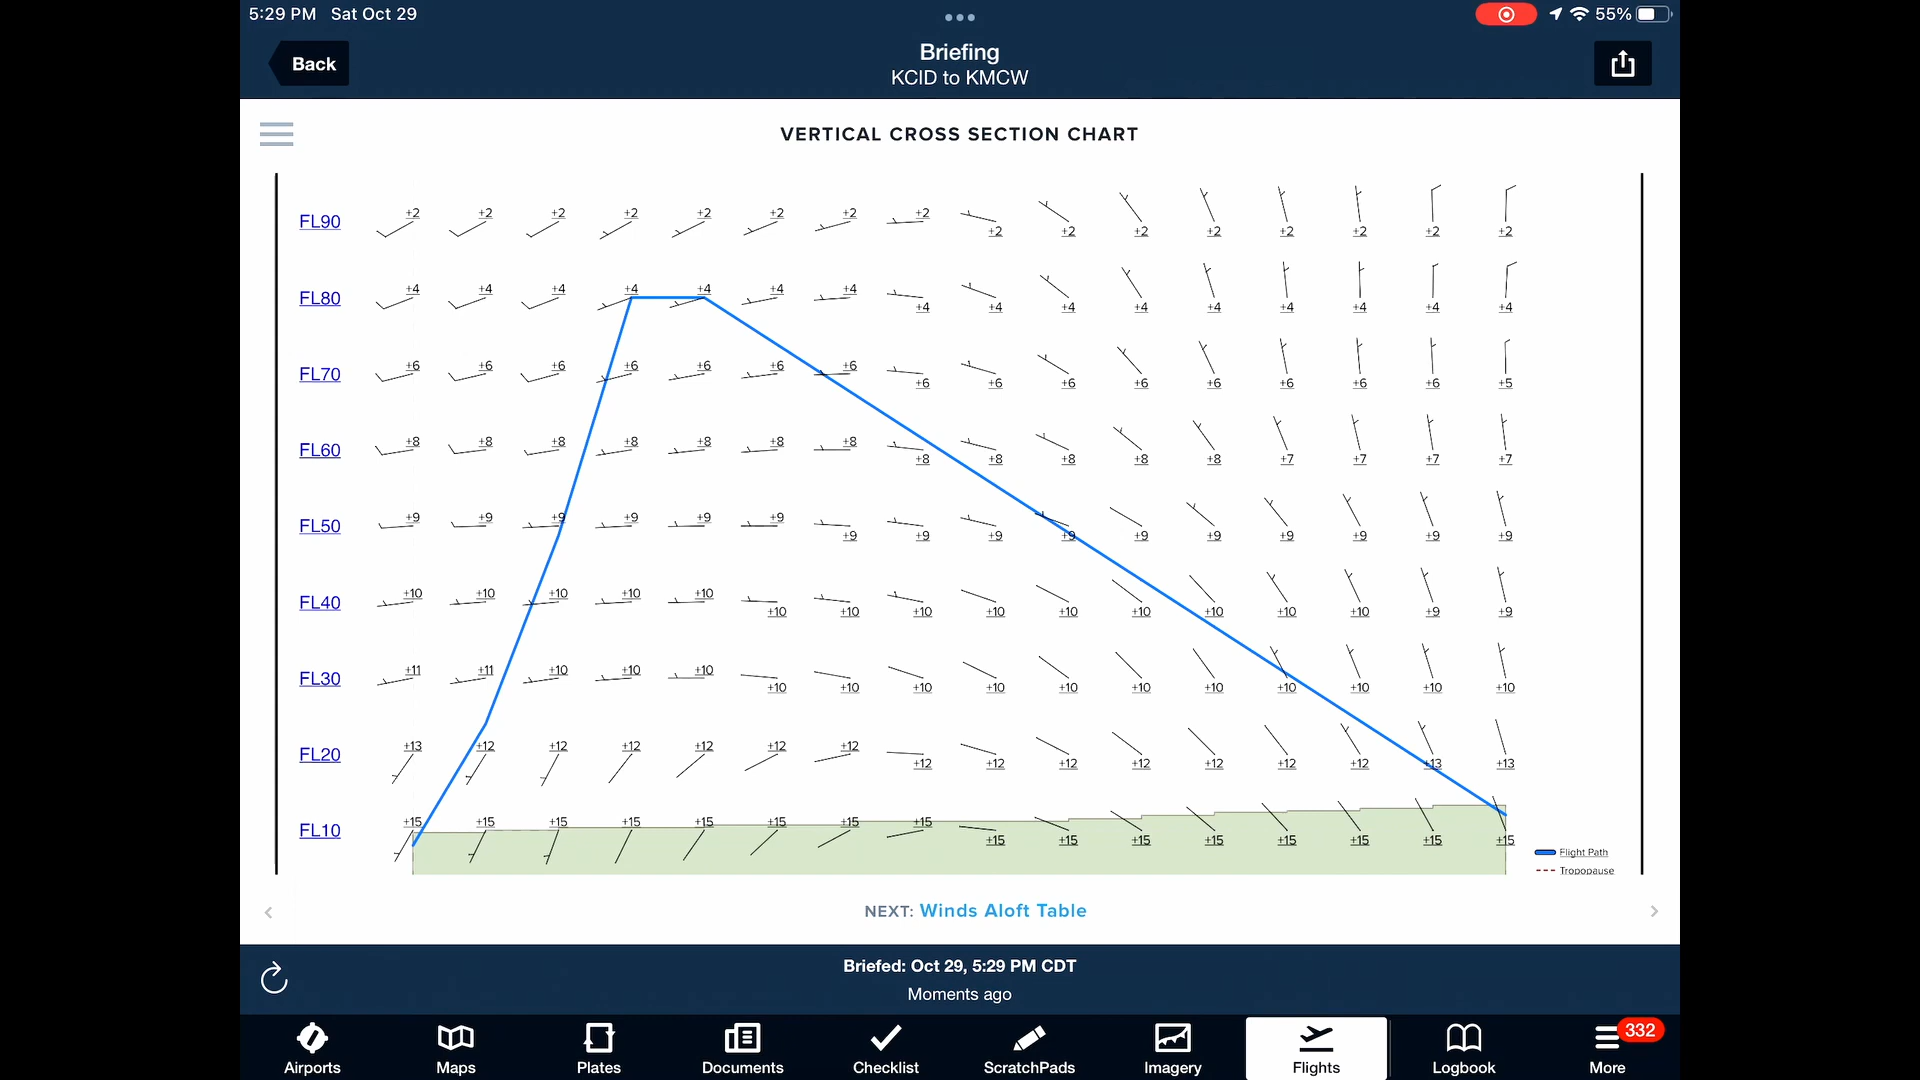 5:29 PM Sat Oct 29
55%
Back
Briefing
KCID to KMCW
VERTICAL CROSS SECTION CHART
FL90 +2 +2 +2 +2 +2 +2 +2 +2 +2 +2 +2 +2 +2 +2 +2 +2
FL80 +4 +4 +4 +4 +4 +4 +4 +4 +4 +4 +4 +4 +4 +4 +4 +4
FL70 +6 +6 +6 +6 +6 +6 +6 +6 +6 +6 +6 +6 +6 +6 +6 +5
FL60 +8 +8 +8 +8 +8 +8 +8 +8 +8 +8 +8 +8 +7 +7 +7 +7
FL50 +9 +9 +9 +9 +9 +9 +9 +9 +9 +9 +9 +9 +9 +9 +9 +9
FL40 +10 +10 +10 +10 +10 +10 +10 +10 +10 +10 +10 +10 +10 +10 +9 +9
FL30 +11 +11 +10 +10 +10 +10 +10 +10 +10 +10 +10 +10 +10 +10 +10 +10
FL20 +13 +12 +12 +12 +12 +12 +12 +12 +12 +12 +12 +12 +12 +12 +13 +13
FL10 +15 +15 +15 +15 +15 +15 +15 +15 +15 +15 +15 +15 +15 +15 +15 +15
Flight Path
Tropopause
NEXT: Winds Aloft Table
Briefed: Oct 29, 5:29 PM CDT
Moments ago
Airports
Maps
Plates
Documents
Checklist
ScratchPads
Imagery
Flights
Logbook
332
More